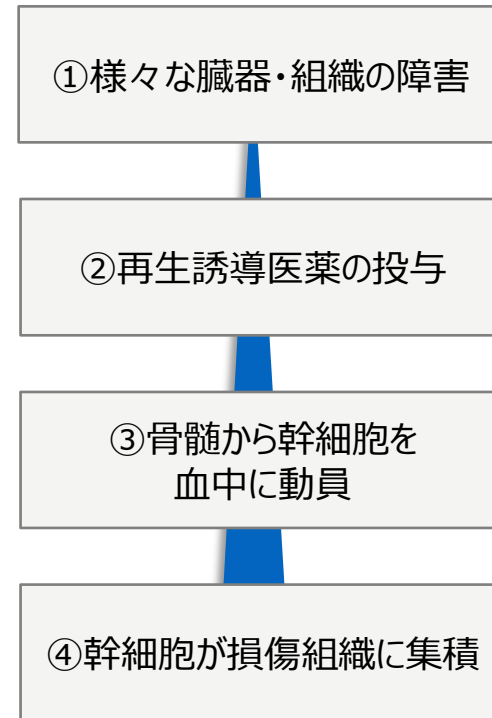 ①様々な臓器・組織の障害
②再生誘導医薬の投与
③骨髄から幹細胞を
血中に動員
④幹細胞が損傷組織に集積